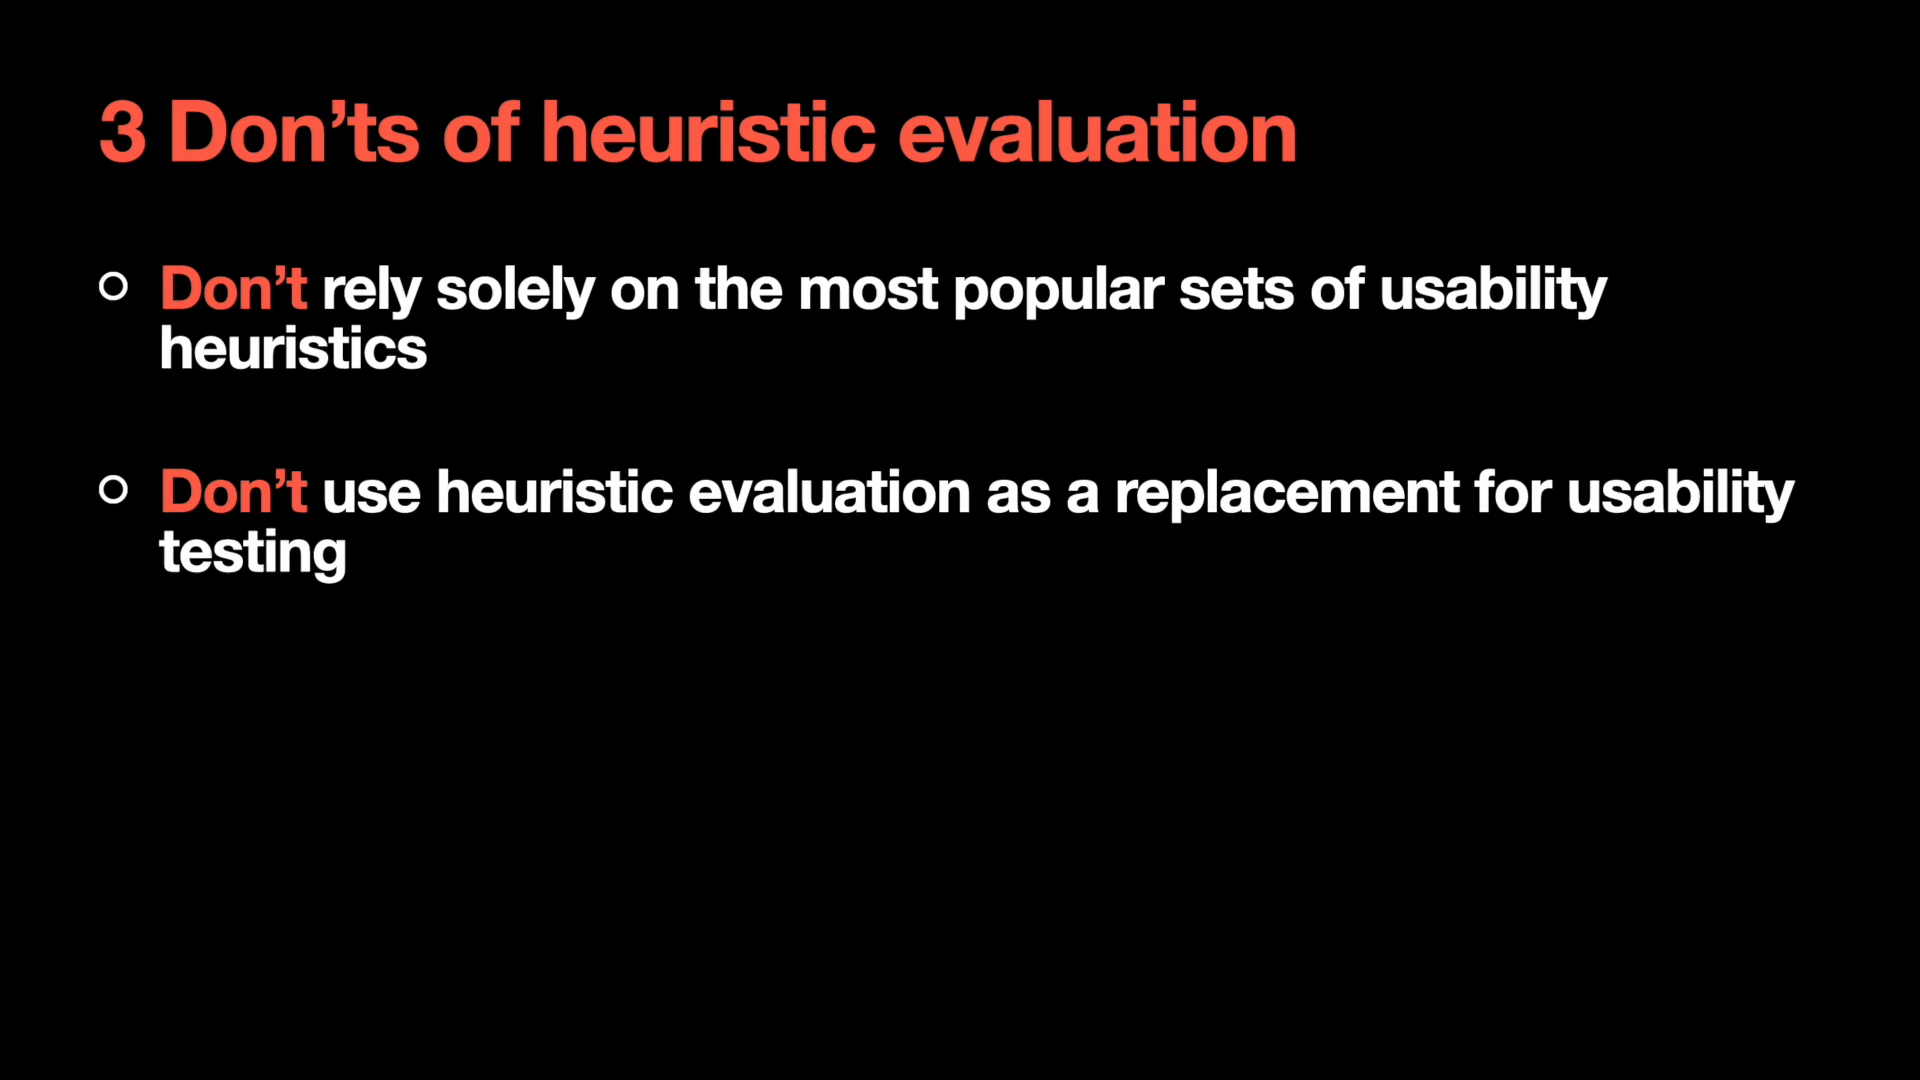 3 Don’ts of heuristic evaluation
Don’t rely solely on the most popular sets of usability
heuristics
Don’t use heuristic evaluation as a replacement for usability
testing